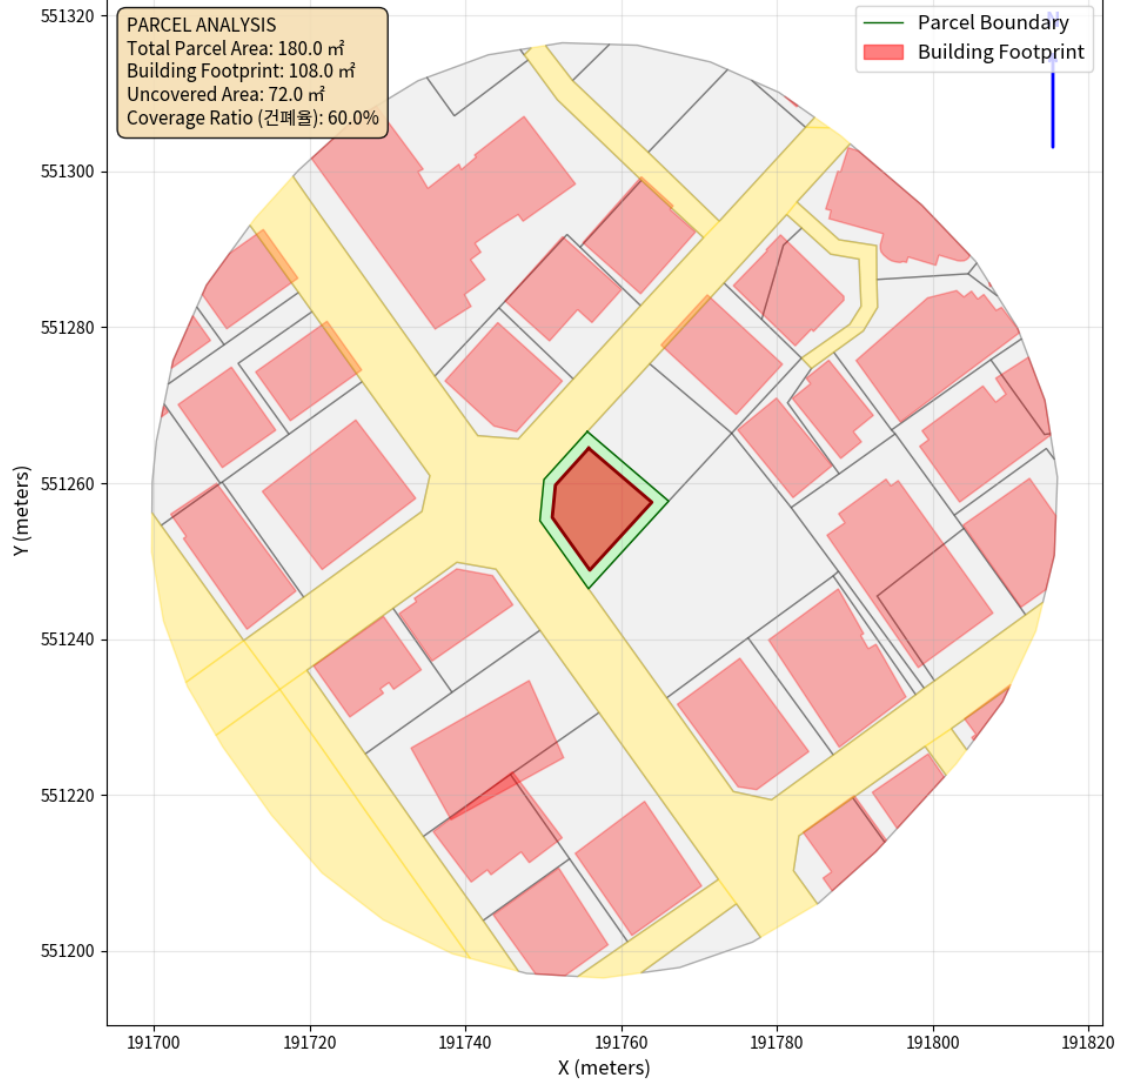 551320
PARCEL ANALYSIS
Total Parcel Area: 180.0 ㎡
Building Footprint: 108.0 ㎡
Uncovered Area: 72.0 ㎡
Coverage Ratio (건폐율): 60.0%
Parcel Boundary
Building Footprint
N
551300
551280
551260
551240
551220
551200
Y (meters)
191700 191720 191740 191760 191780 191800 191820
X (meters)